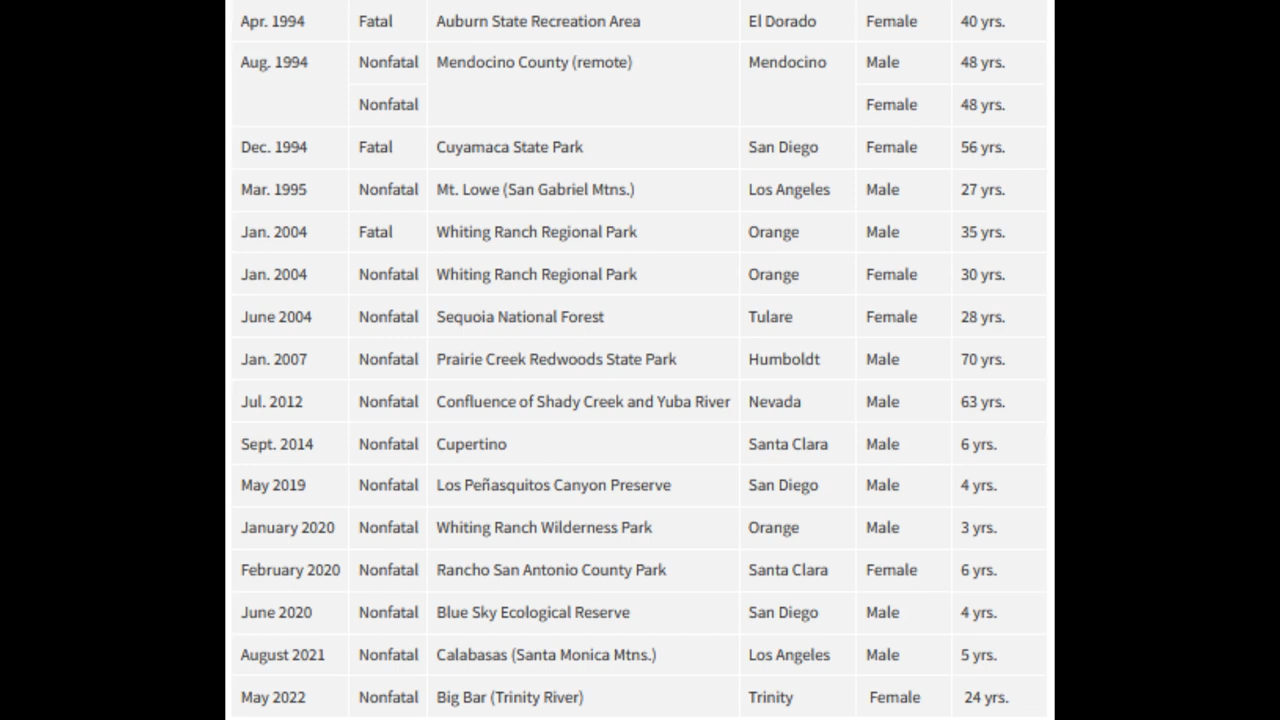 Apr. 1994 Fatal Auburn State Recreation Area El Dorado Female 40 yrs.
Aug. 1994 Nonfatal Mendocino County (remote) Mendocino Male 48 yrs.
Nonfatal Female 48 yrs.
Dec. 1994 Fatal Cuyamaca State Park San Diego Female 56 yrs.
Mar. 1995 Nonfatal Mt. Lowe (San Gabriel Mtns.) Los Angeles Male 27 yrs.
Jan. 2004 Fatal Whiting Ranch Regional Park Orange Male 35 yrs.
Jan. 2004 Nonfatal Whiting Ranch Regional Park Orange Female 30 yrs.
June 2004 Nonfatal Sequoia National Forest Tulare Female 28 yrs.
Jan. 2007 Nonfatal Prairie Creek Redwoods State Park Humboldt Male 70 yrs.
Jul. 2012 Nonfatal Confluence of Shady Creek and Yuba River Nevada Male 63 yrs.
Sept. 2014 Nonfatal Cupertino Santa Clara Male 6 yrs.
May 2019 Nonfatal Los Peñasquitos Canyon Preserve San Diego Male 4 yrs.
January 2020 Nonfatal Whiting Ranch Wilderness Park Orange Male 3 yrs.
February 2020 Nonfatal Rancho San Antonio County Park Santa Clara Female 6 yrs.
June 2020 Nonfatal Blue Sky Ecological Reserve San Diego Male 4 yrs.
August 2021 Nonfatal Calabasas (Santa Monica Mtns.) Los Angeles Male 5 yrs.
May 2022 Nonfatal Big Bar (Trinity River) Trinity Female 24 yrs.